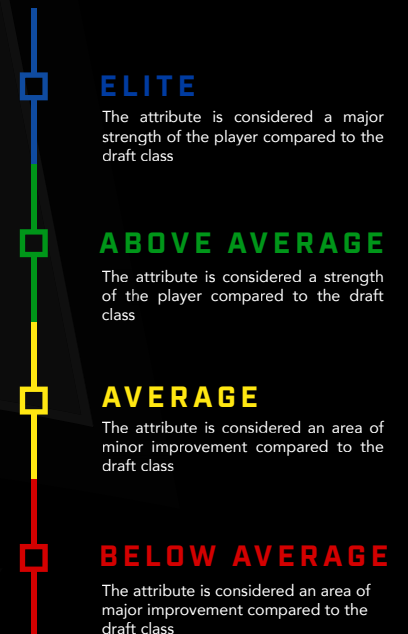 ELITE
The attribute is considered a major
strength of the player compared to the
draft class
ABOVE AVERAGE
The attribute is considered a strength
of the player compared to the draft
class
AVERAGE
The attribute is considered an area of
minor improvement compared to the
draft class
BELOW AVERAGE
The attribute is considered an area of
major improvement compared to the
draft class